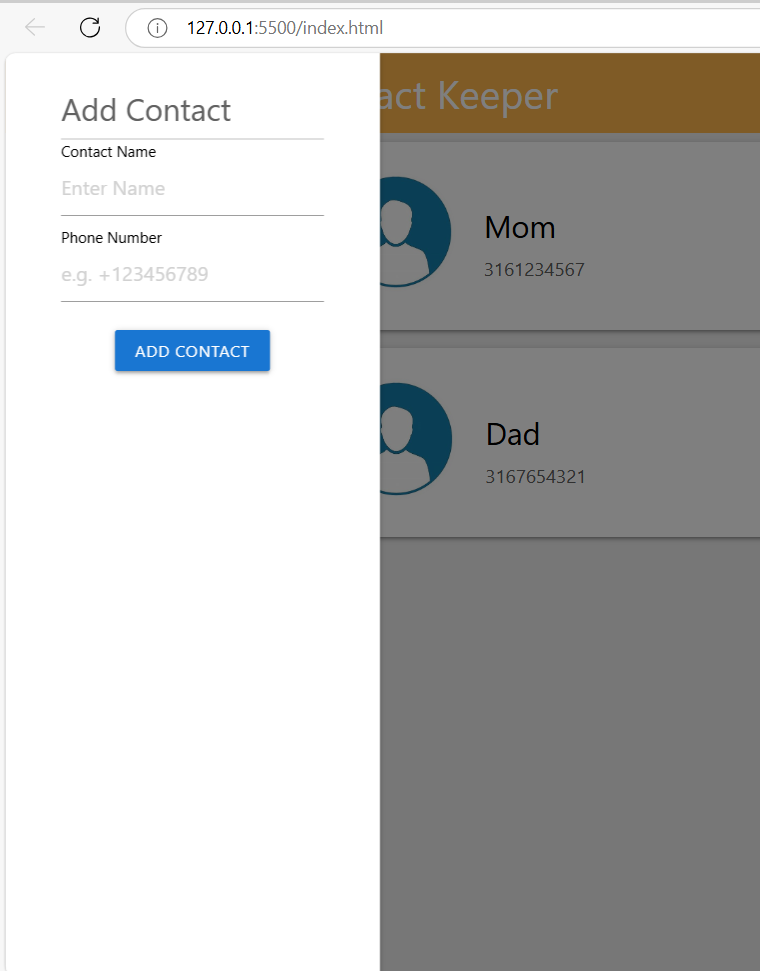 127.0.0.1:5500/index.html
Add Contact
Contact Name
Enter Name
Phone Number
e.g. +123456789
ADD CONTACT
act Keeper
Mom
3161234567
Dad
3167654321